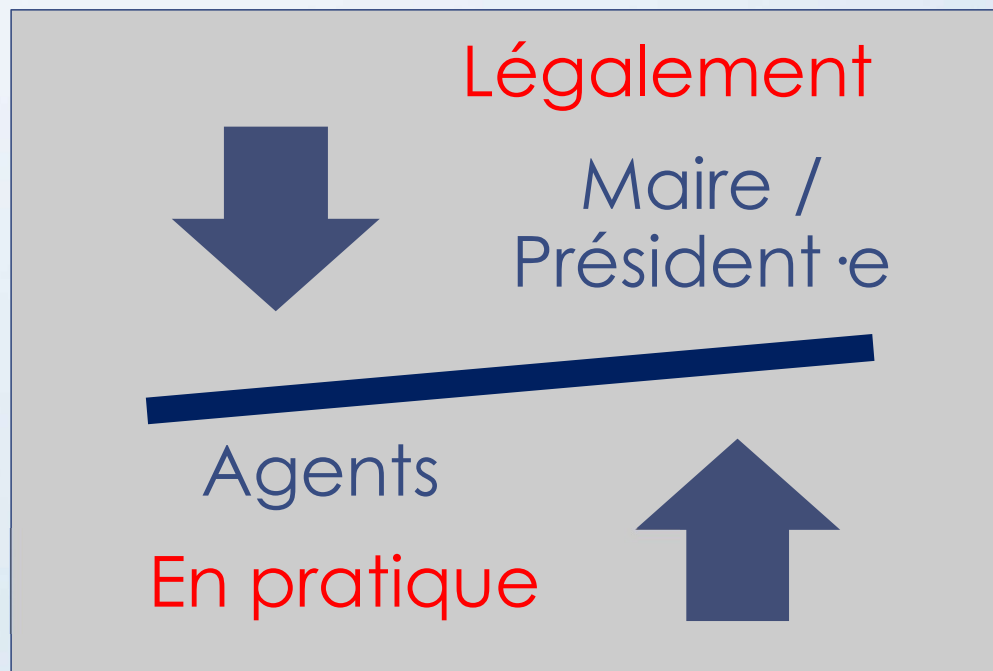 Légalement
Maire /
Président·e
Agents
En pratique